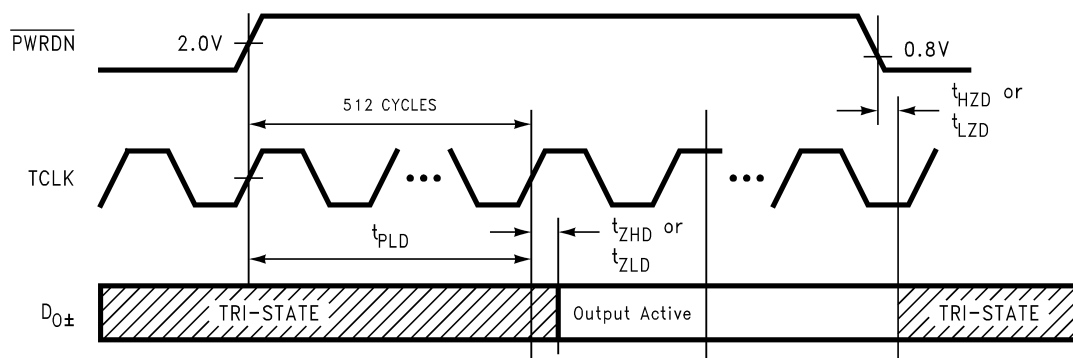 PWRDN
2.0V
0.8V
512 CYCLES
tHZD or
tLZD
TCLK
tPLD
tZHD or
tZLD
DO±
TRI-STATE
Output Active
TRI-STATE